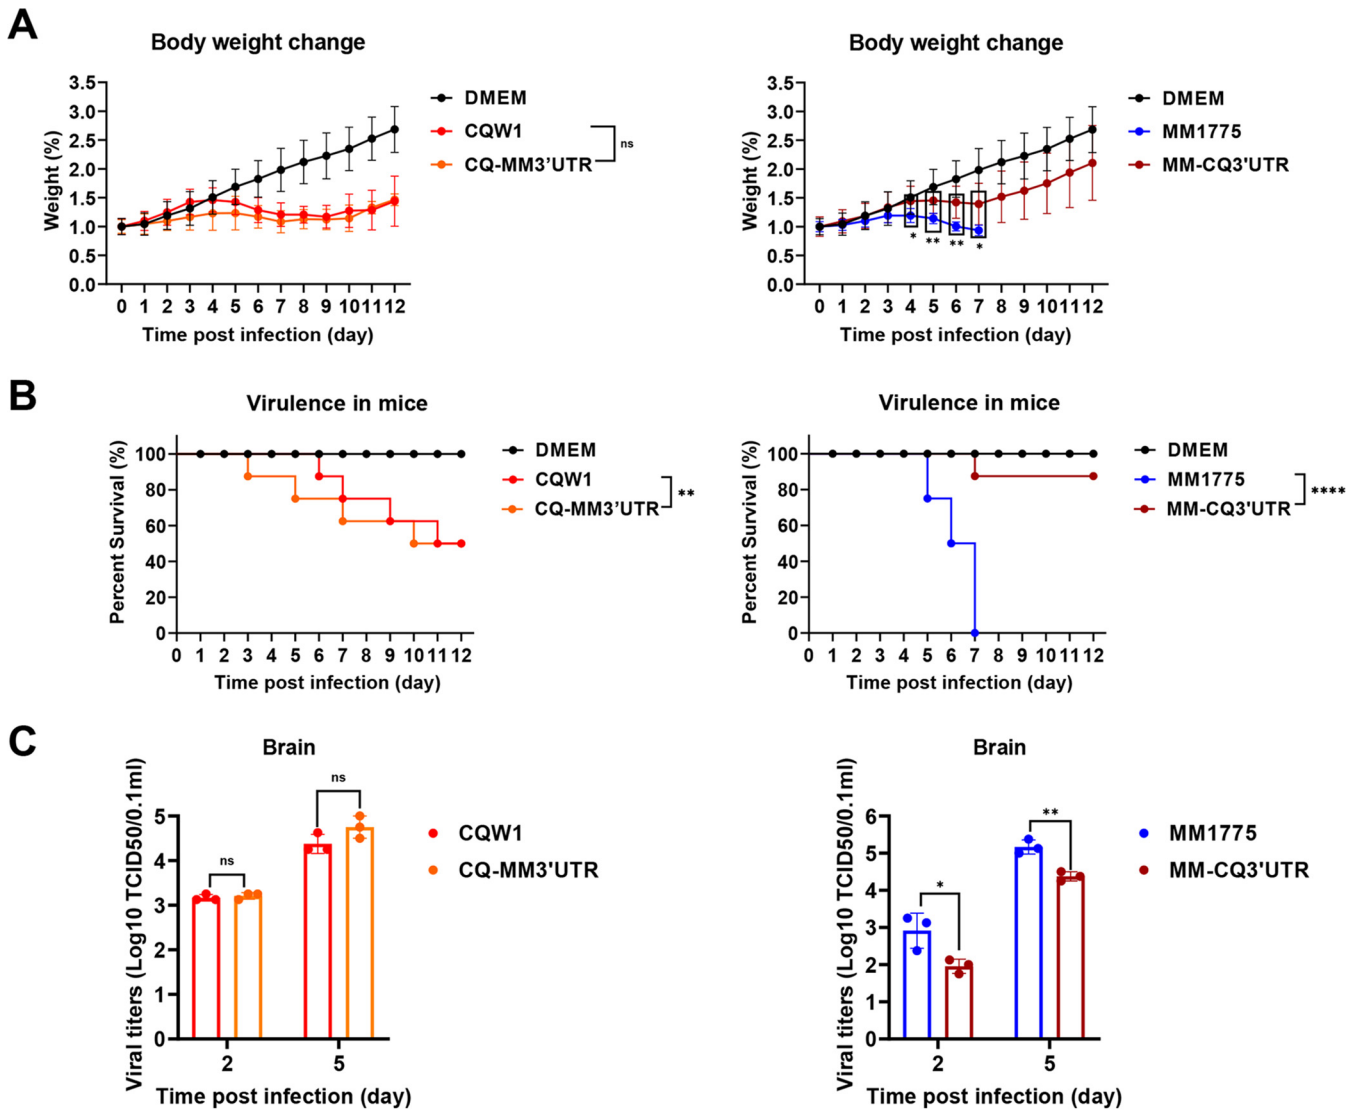 A
Body weight change
Weight (%)
3.5
3.0
2.5
2.0
1.5
1.0
0.5
0.0
0 1 2 3 4 5 6 7 8 9 10 11 12
Time post infection (day)
DMEM
CQW1
CQ-MM3'UTR
ns
Body weight change
Weight (%)
3.5
3.0
2.5
2.0
1.5
1.0
0.5
0.0
* ** ** *
0 1 2 3 4 5 6 7 8 9 10 11 12
Time post infection (day)
DMEM
MM1775
MM-CQ3'UTR
B
Virulence in mice
Percent Survival (%)
100
80
60
40
20
0
0 1 2 3 4 5 6 7 8 9 10 11 12
Time post infection (day)
DMEM
CQW1
CQ-MM3'UTR
**
Virulence in mice
Percent Survival (%)
100
80
60
40
20
0
0 1 2 3 4 5 6 7 8 9 10 11 12
Time post infection (day)
DMEM
MM1775
MM-CQ3'UTR
****
C
Brain
Viral titers (Log10 TCID50/0.1ml)
5
4
3
2
1
0
ns
ns
2 5
Time post infection (day)
CQW1
CQ-MM3'UTR
Brain
Viral titers (Log10 TCID50/0.1ml)
6
5
4
3
2
1
0
*
**
2 5
Time post infection (day)
MM1775
MM-CQ3'UTR